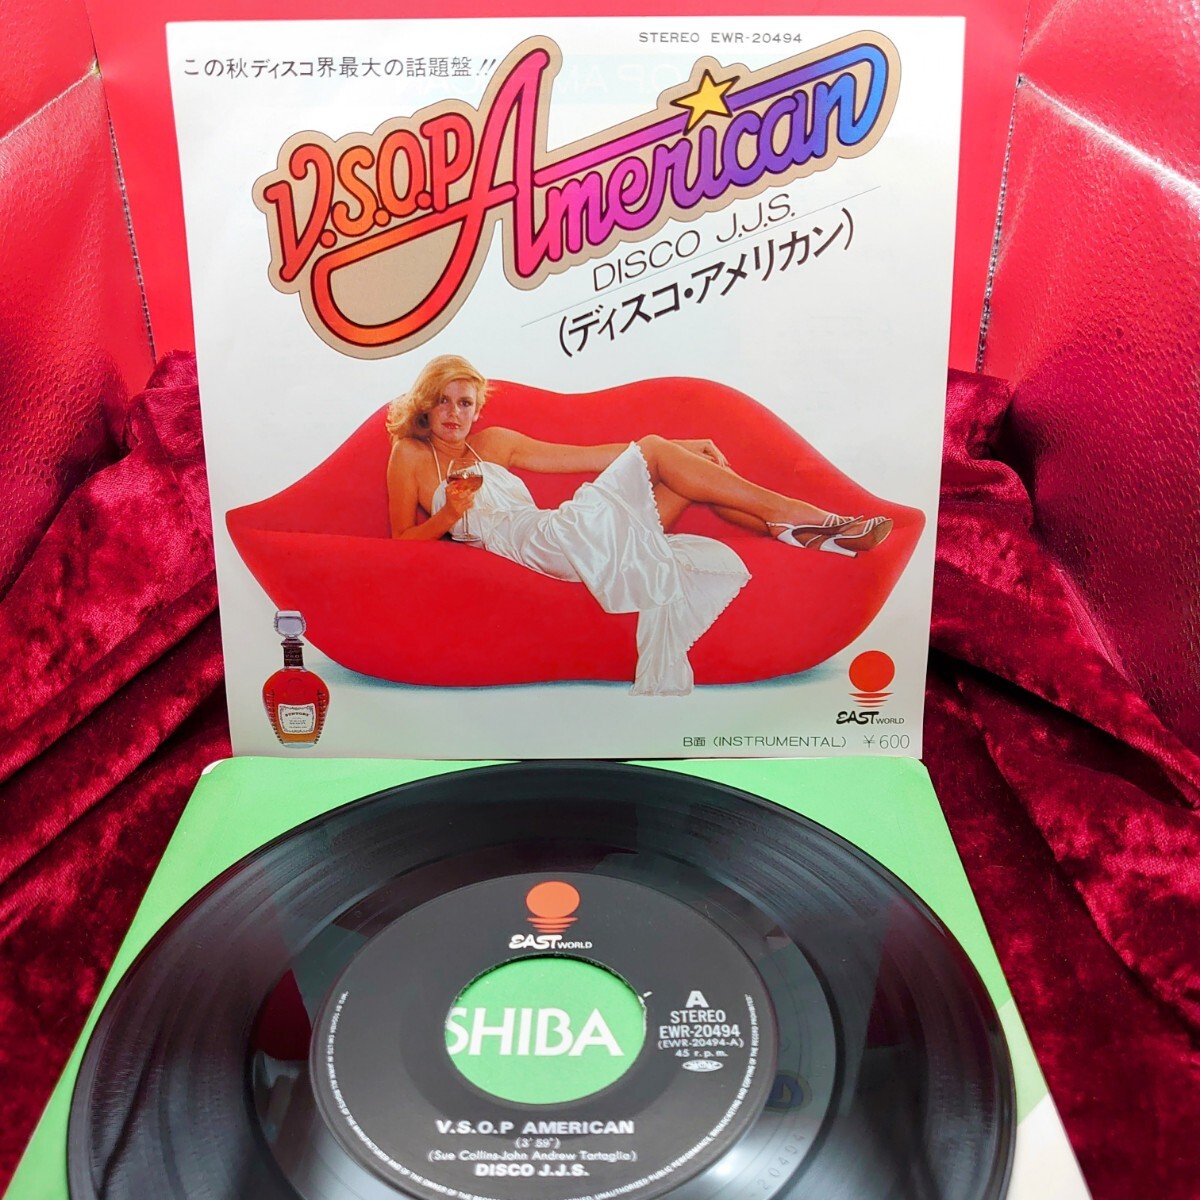 STEREO EWR-20494
この秋ディスコ界最大の話題盤!!
V.S.O.P American
DISCO J.J.S.
(ディスコ・アメリカン)
EAST WORLD
B面 (INSTRUMENTAL) ¥600
EAST WORLD
SHIBA
A
STEREO
EWR-20494
(EWR-20494-A)
45 r.p.m.
V.S.O.P AMERICAN
(3'59")
(Sue Collins-John Andrew Tartaglia)
DISCO J.J.S.